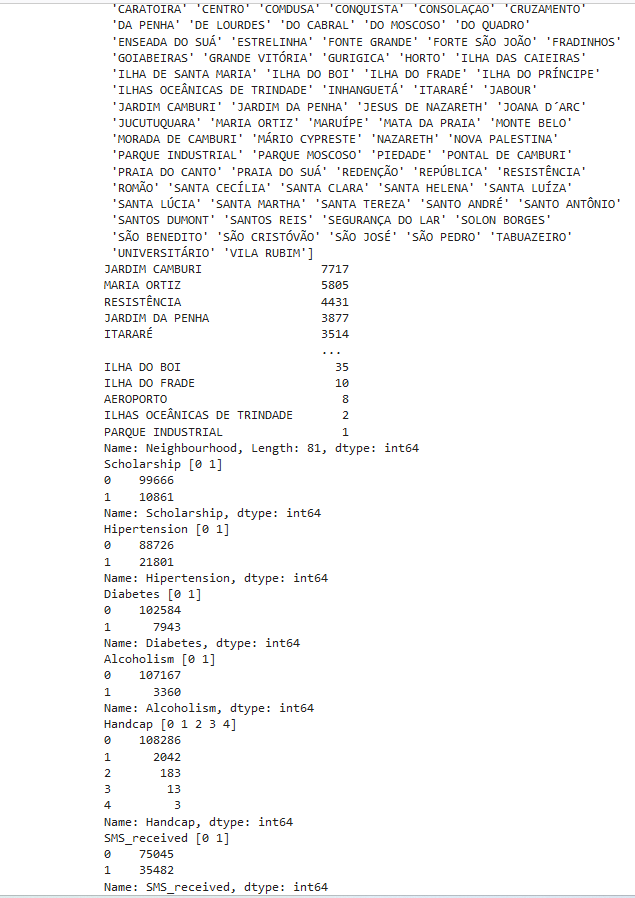 'CARATOÍRA' 'CENTRO' 'COMDUSA' 'CONQUISTA' 'CONSOLAÇÃO' 'CRUZAMENTO'
'DA PENHA' 'DE LOURDES' 'DO CABRAL' 'DO MOSCOSO' 'DO QUADRO'
'ENSEADA DO SUÁ' 'ESTRELINHA' 'FONTE GRANDE' 'FORTE SÃO JOÃO' 'FRADINHOS'
'GOIABEIRAS' 'GRANDE VITÓRIA' 'GURIGICA' 'HORTO' 'ILHA DAS CAIEIRAS'
'ILHA DE SANTA MARIA' 'ILHA DO BOI' 'ILHA DO FRADE' 'ILHA DO PRÍNCIPE'
'ILHAS OCEÂNICAS DE TRINDADE' 'INHANGUETÁ' 'ITARARÉ' 'JABOUR'
'JARDIM CAMBURI' 'JARDIM DA PENHA' 'JESUS DE NAZARETH' 'JOANA D´ARC'
'JUCUTUQUARA' 'MARIA ORTIZ' 'MARUÍPE' 'MATA DA PRAIA' 'MONTE BELO'
'MORADA DE CAMBURI' 'MÁRIO CYPRESTE' 'NAZARETH' 'NOVA PALESTINA'
'PARQUE INDUSTRIAL' 'PARQUE MOSCOSO' 'PIEDADE' 'PONTAL DE CAMBURI'
'PRAIA DO CANTO' 'PRAIA DO SUÁ' 'REDENÇÃO' 'REPÚBLICA' 'RESISTÊNCIA'
'ROMÃO' 'SANTA CECÍLIA' 'SANTA CLARA' 'SANTA HELENA' 'SANTA LUÍZA'
'SANTA LÚCIA' 'SANTA MARTHA' 'SANTA TEREZA' 'SANTO ANDRÉ' 'SANTO ANTÔNIO'
'SANTOS DUMONT' 'SANTOS REIS' 'SEGURANÇA DO LAR' 'SOLON BORGES'
'SÃO BENEDITO' 'SÃO CRISTÓVÃO' 'SÃO JOSÉ' 'SÃO PEDRO' 'TABUAZEIRO'
'UNIVERSITÁRIO' 'VILA RUBIM']
JARDIM CAMBURI 7717
MARIA ORTIZ 5805
RESISTÊNCIA 4431
JARDIM DA PENHA 3877
ITARARÉ 3514
...
ILHA DO BOI 35
ILHA DO FRADE 10
AEROPORTO 8
ILHAS OCEÂNICAS DE TRINDADE 2
PARQUE INDUSTRIAL 1
Name: Neighbourhood, Length: 81, dtype: int64
Scholarship [0 1]
0 99666
1 10861
Name: Scholarship, dtype: int64
Hipertension [0 1]
0 88726
1 21801
Name: Hipertension, dtype: int64
Diabetes [0 1]
0 102584
1 7943
Name: Diabetes, dtype: int64
Alcoholism [0 1]
0 107167
1 3360
Name: Alcoholism, dtype: int64
Handcap [0 1 2 3 4]
0 108286
1 2042
2 183
3 13
4 3
Name: Handcap, dtype: int64
SMS_received [0 1]
0 75045
1 35482
Name: SMS_received, dtype: int64